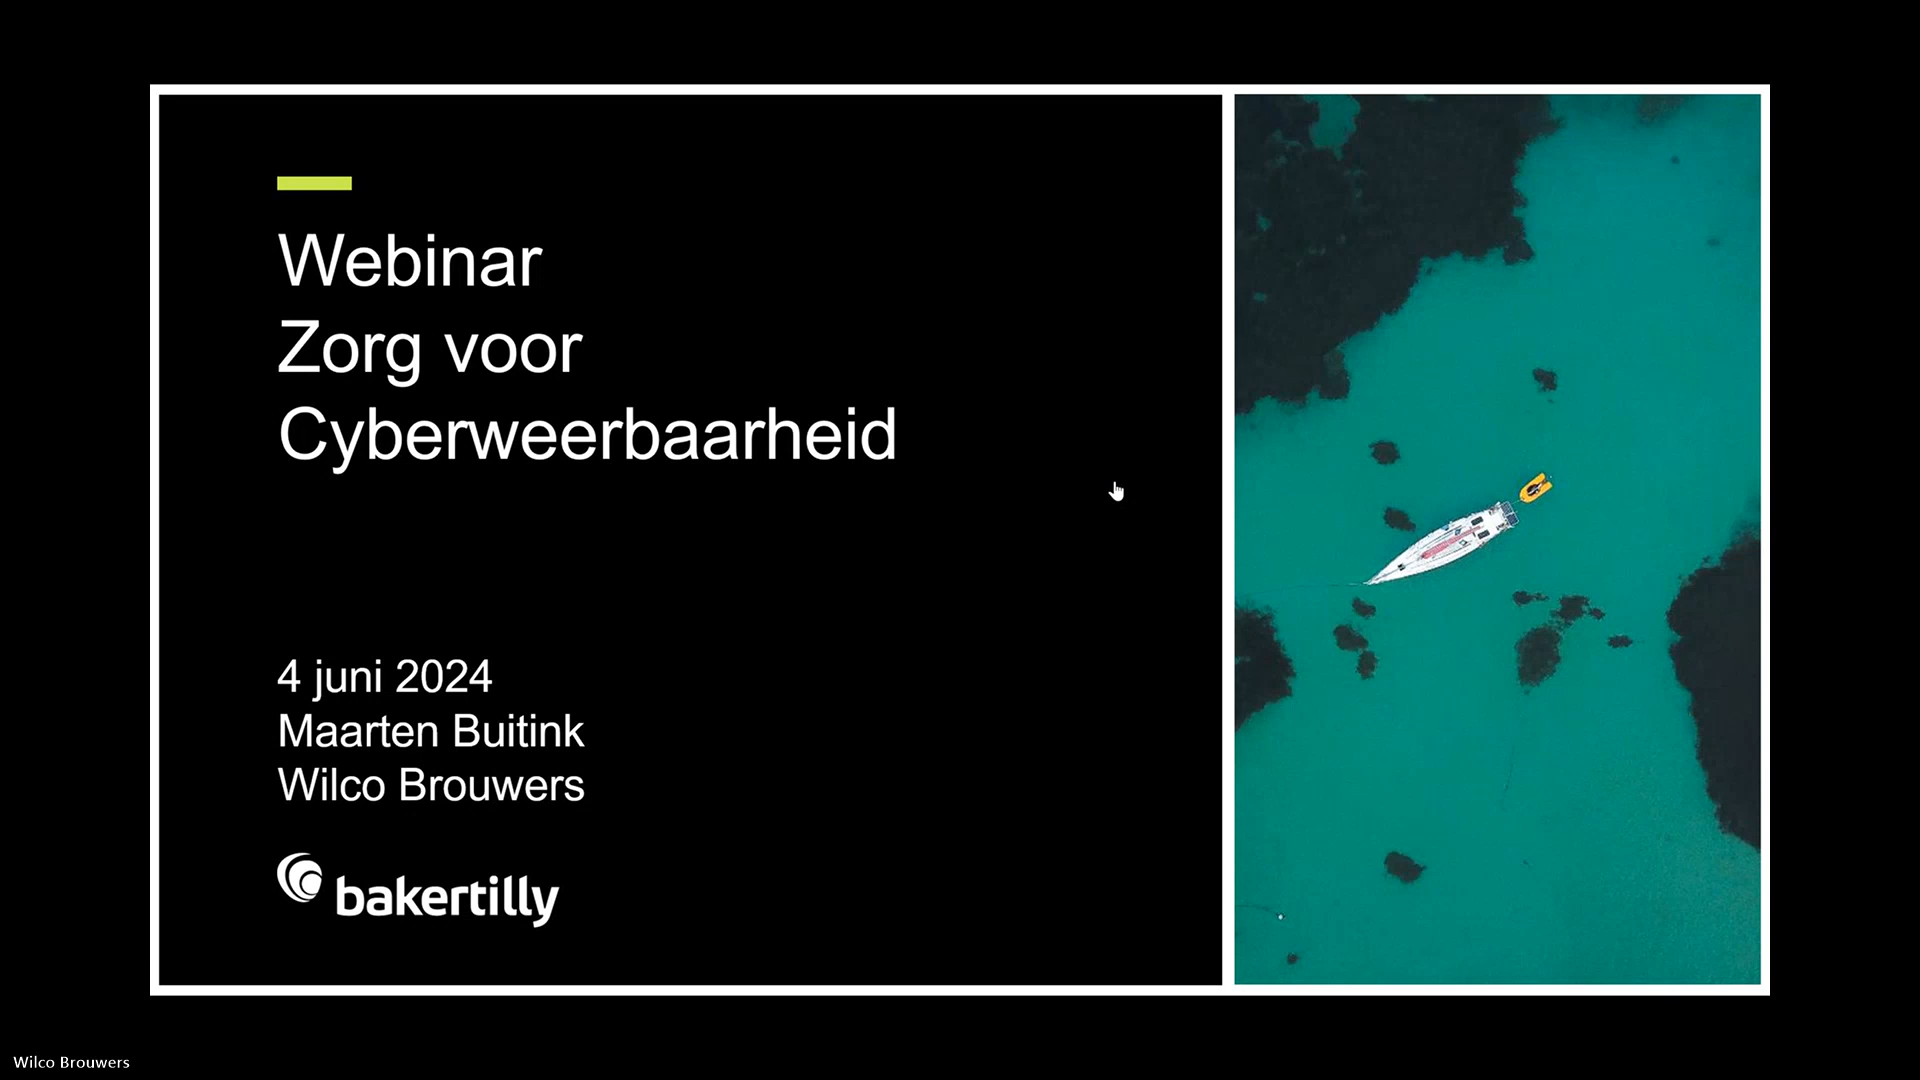 Webinar
Zorg voor
Cyberweerbaarheid
4 juni 2024
Maarten Buitink
Wilco Brouwers
bakertilly
Wilco Brouwers